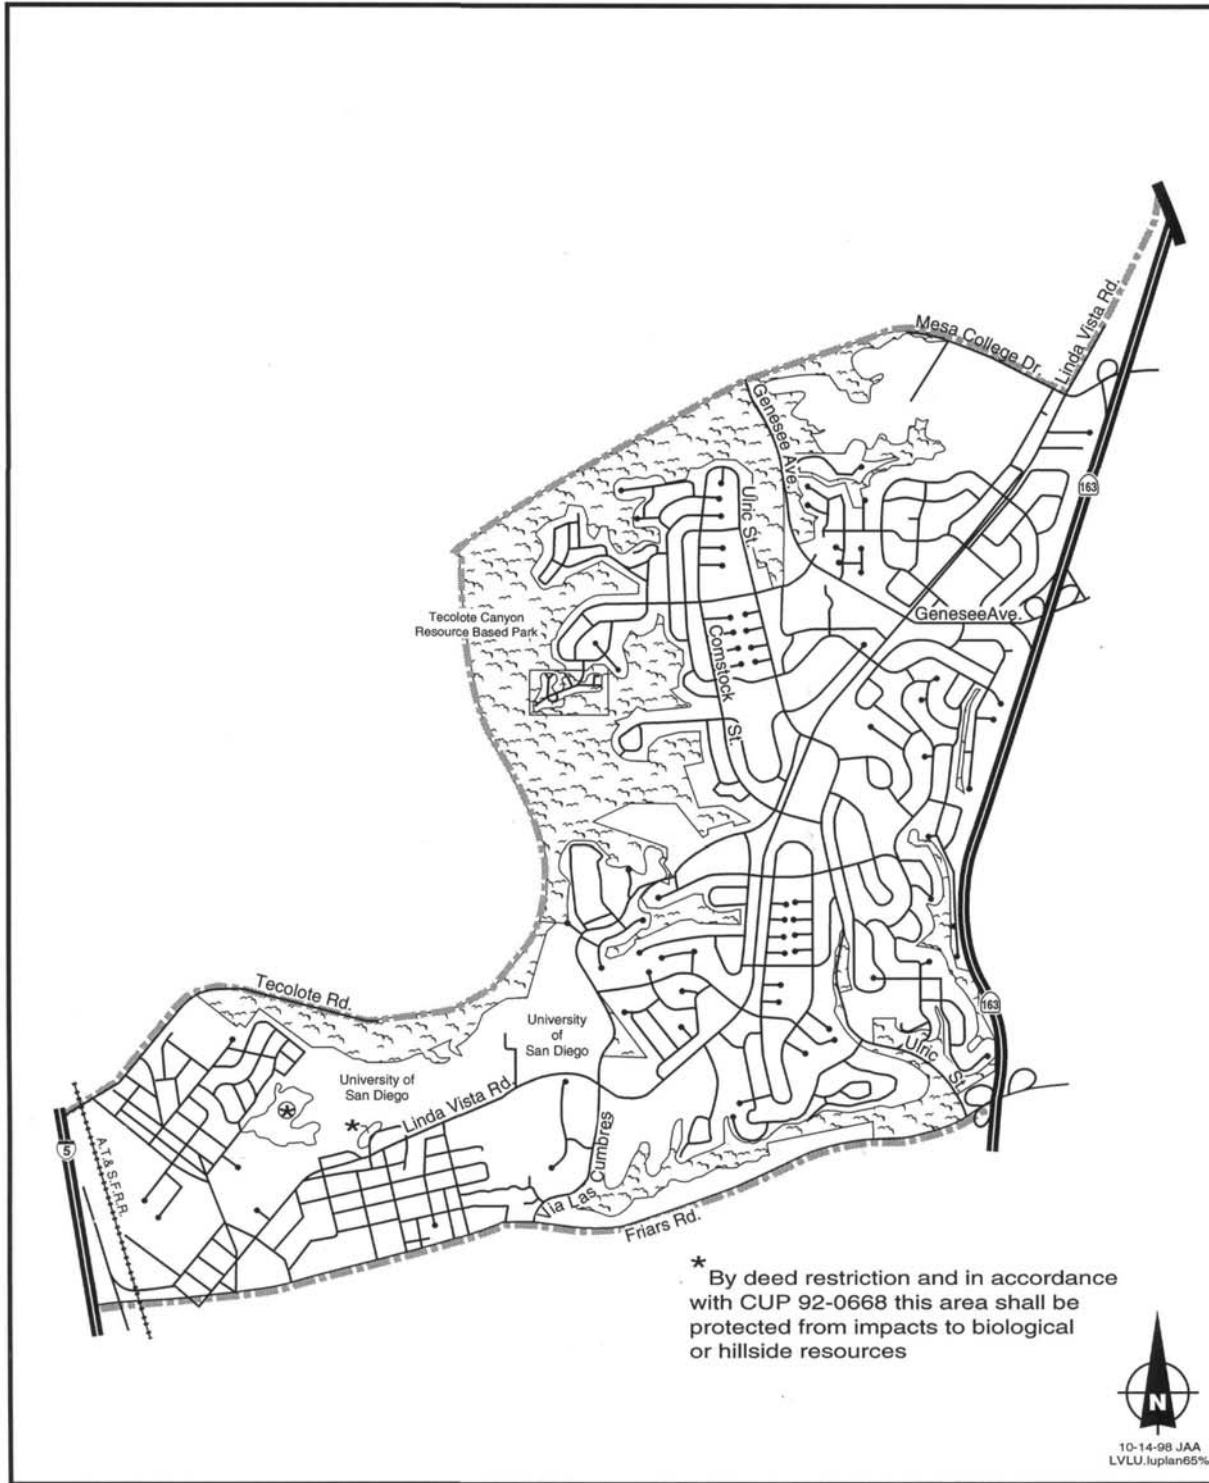 Linda Vista Rd.
Mesa College Dr.
Genesee Ave.
163
Ulric St.
GeneseeAve.
Tecolote Canyon
Resource Based Park
Comstock
St.
Tecolote Rd.
163
University
of
San Diego
Ulric St.
University of
San Diego
*
*
Linda Vista Rd.
5
A.T.& S.F.R.R.
Via Las Cumbres
Friars Rd.
* By deed restriction and in accordance
with CUP 92-0668 this area shall be
protected from impacts to biological
or hillside resources
N
10-14-98 JAA
LVLU.luplan65%